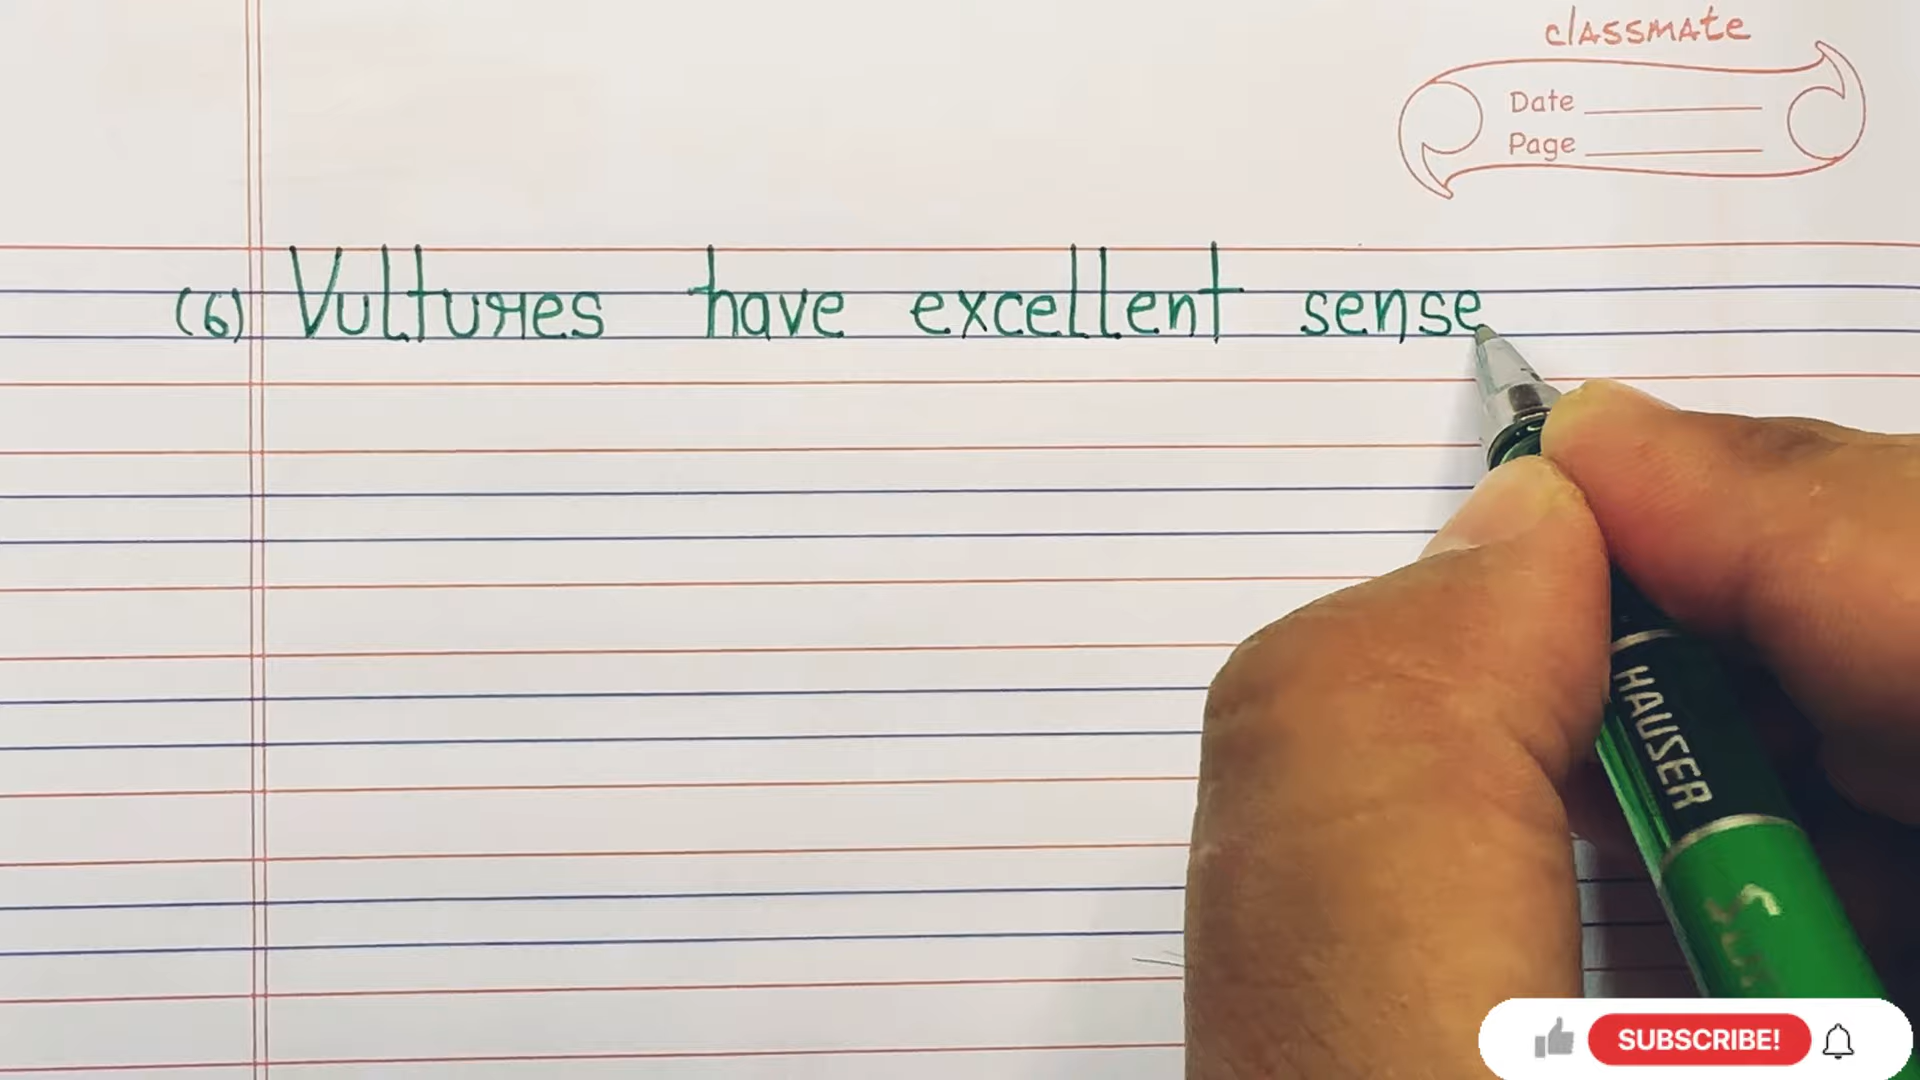 classmate
Date
Page
(6) Vultures have excellent sense
HAUSER
SUBSCRIBE!